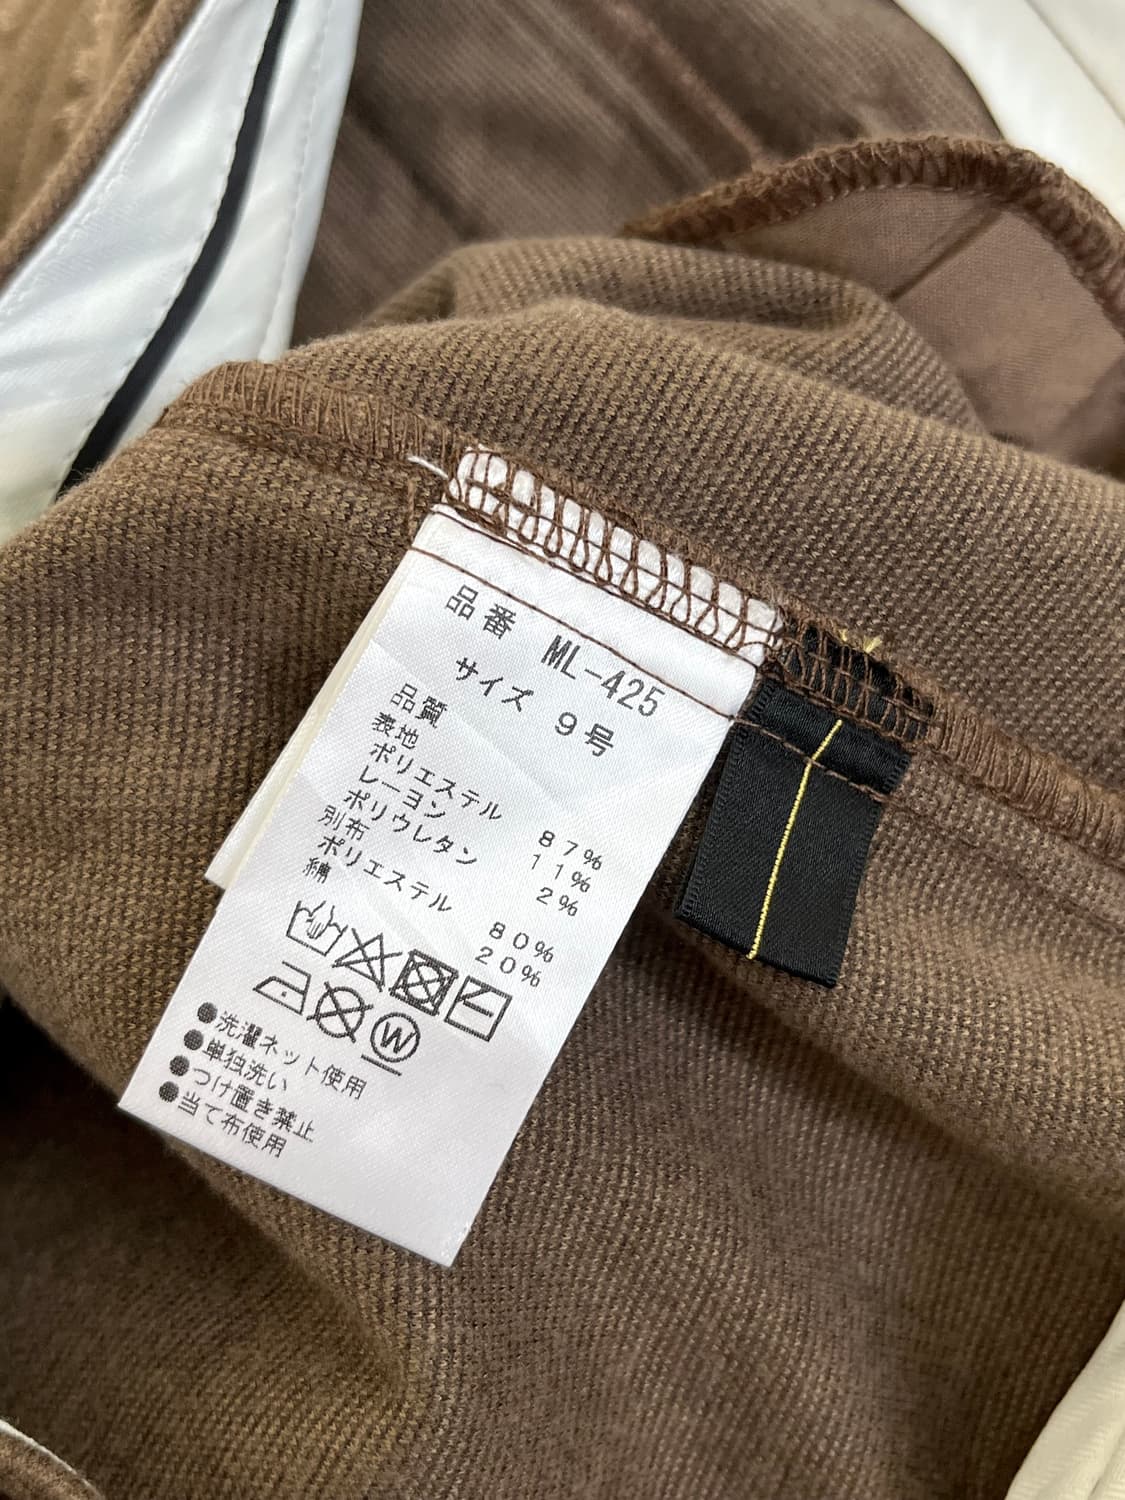 品番 ML-425
サイズ 9号
品質
表地
ポリエステル 87%
レーヨン 11%
ポリウレタン 2%
別布
ポリエステル 80%
綿 20%
W
●洗濯ネット使用
●単独洗い
●つけ置き禁止
●当て布使用